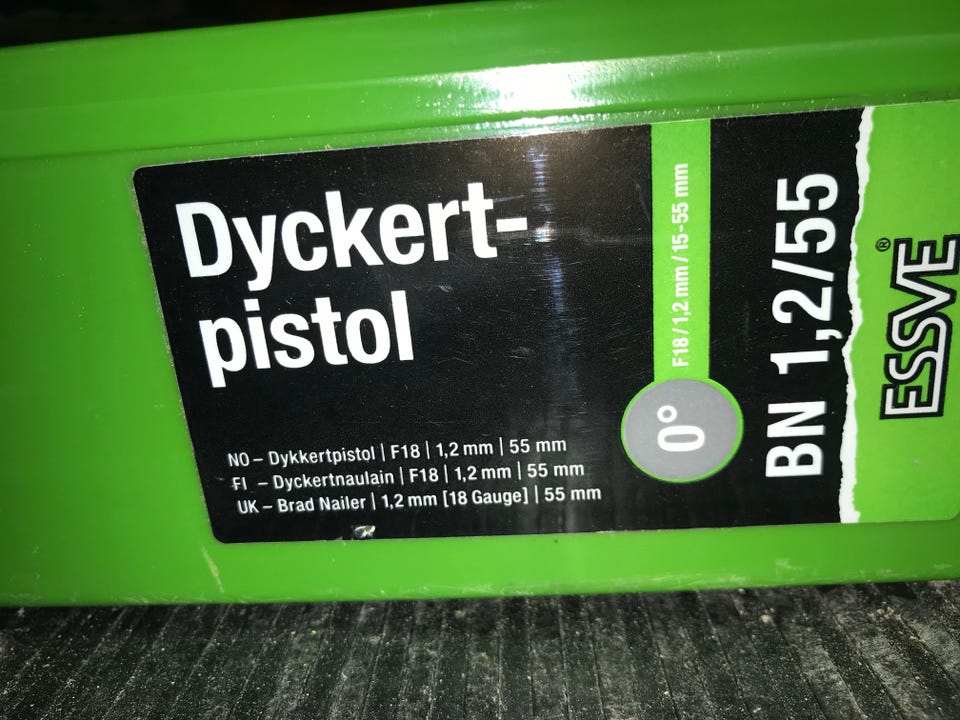 Dyckert-
pistol
NO – Dykkertpistol | F18 | 1,2 mm | 55 mm
FI – Dyckertnaulain | F18 | 1,2 mm | 55 mm
UK – Brad Nailer | 1,2 mm [18 Gauge] | 55 mm
F18 / 1,2 mm / 15-55 mm
0°
BN 1,2/55
ESSVE®